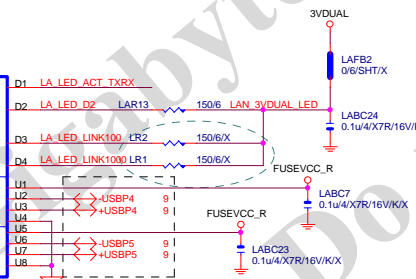 3VDUAL
LAFB2
0/6/SHT/X
D1 LA_LED_ACT_TXRX
D2 LA_LED_D2 LAR13 150/6 LAN_3VDUAL_LED
LABC24
0.1u/4/X7R/16V/K/X
D3 LA_LED_LINK100 LR2 150/6/X
D4 LA_LED_LINK1000 LR1 150/6/X
FUSEVCC_R
U1
U2 -USBP4 9
U3 +USBP4 9
LABC7
0.1u/4/X7R/16V/K/X
U4
FUSEVCC_R
U5
U6 -USBP5 9
U7 +USBP5 9
U8
LABC23
0.1u/4/X7R/16V/K/X
gigabyte
Do